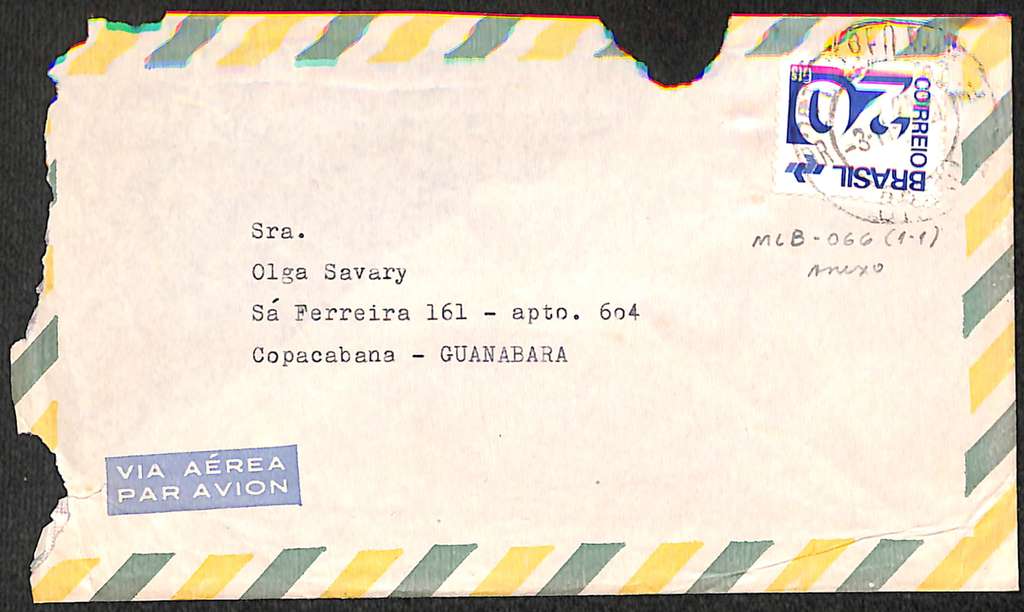 CORREIO
BRASIL
20
Sra.
Olga Savary
Sá Ferreira 161 - apto. 604
Copacabana - GUANABARA
MLB-066 (1-1)
Anexo
VIA AÉREA
PAR AVION